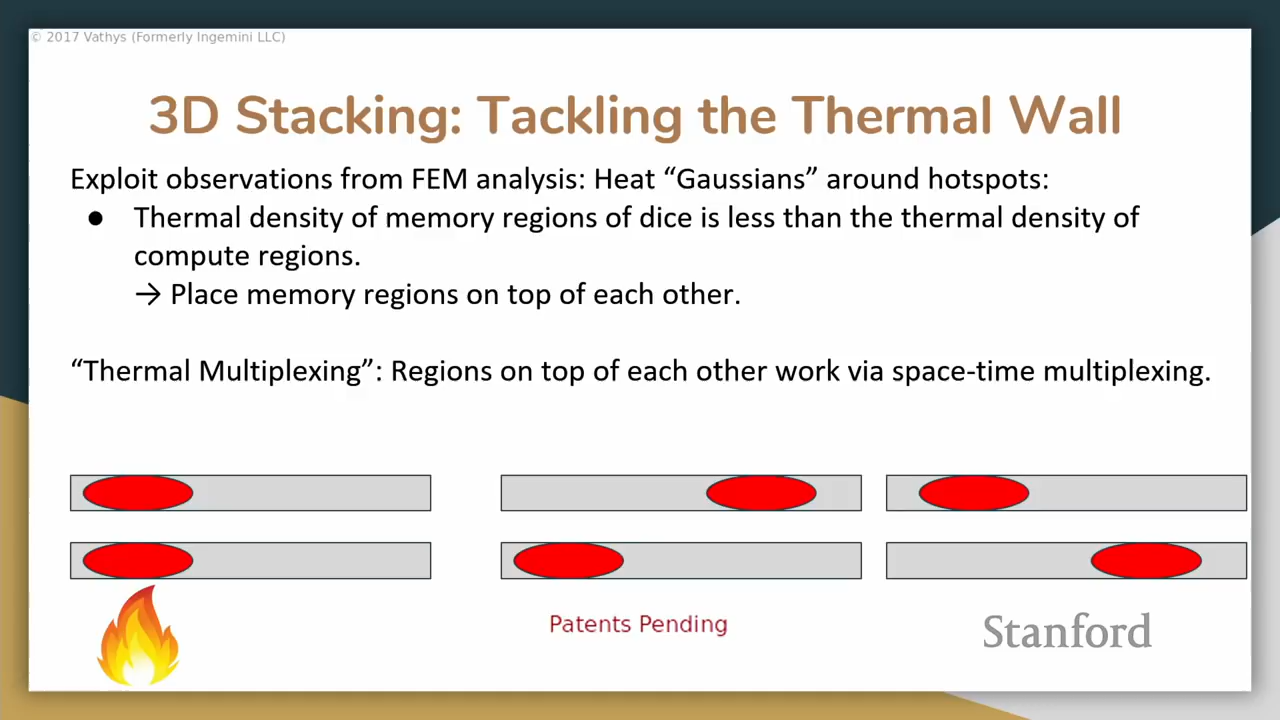 © 2017 Vathys (Formerly Ingemini LLC)
3D Stacking: Tackling the Thermal Wall
Exploit observations from FEM analysis: Heat “Gaussians” around hotspots:
● Thermal density of memory regions of dice is less than the thermal density of
compute regions.
→ Place memory regions on top of each other.
“Thermal Multiplexing”: Regions on top of each other work via space-time multiplexing.
Patents Pending
Stanford